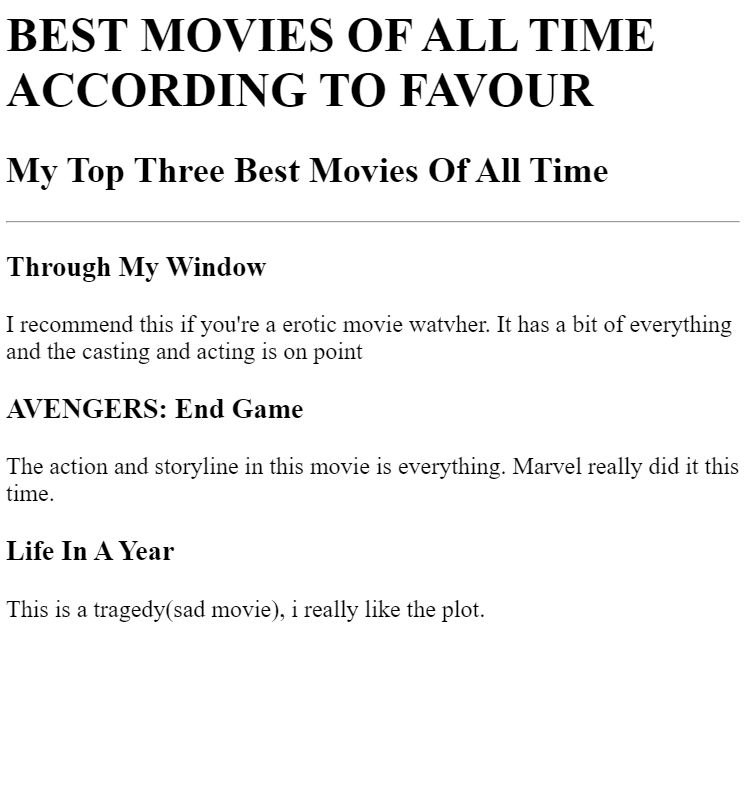 BEST MOVIES OF ALL TIME
ACCORDING TO FAVOUR
My Top Three Best Movies Of All Time
Through My Window
I recommend this if you're a erotic movie watvher. It has a bit of everything
and the casting and acting is on point
AVENGERS: End Game
The action and storyline in this movie is everything. Marvel really did it this
time.
Life In A Year
This is a tragedy(sad movie), i really like the plot.